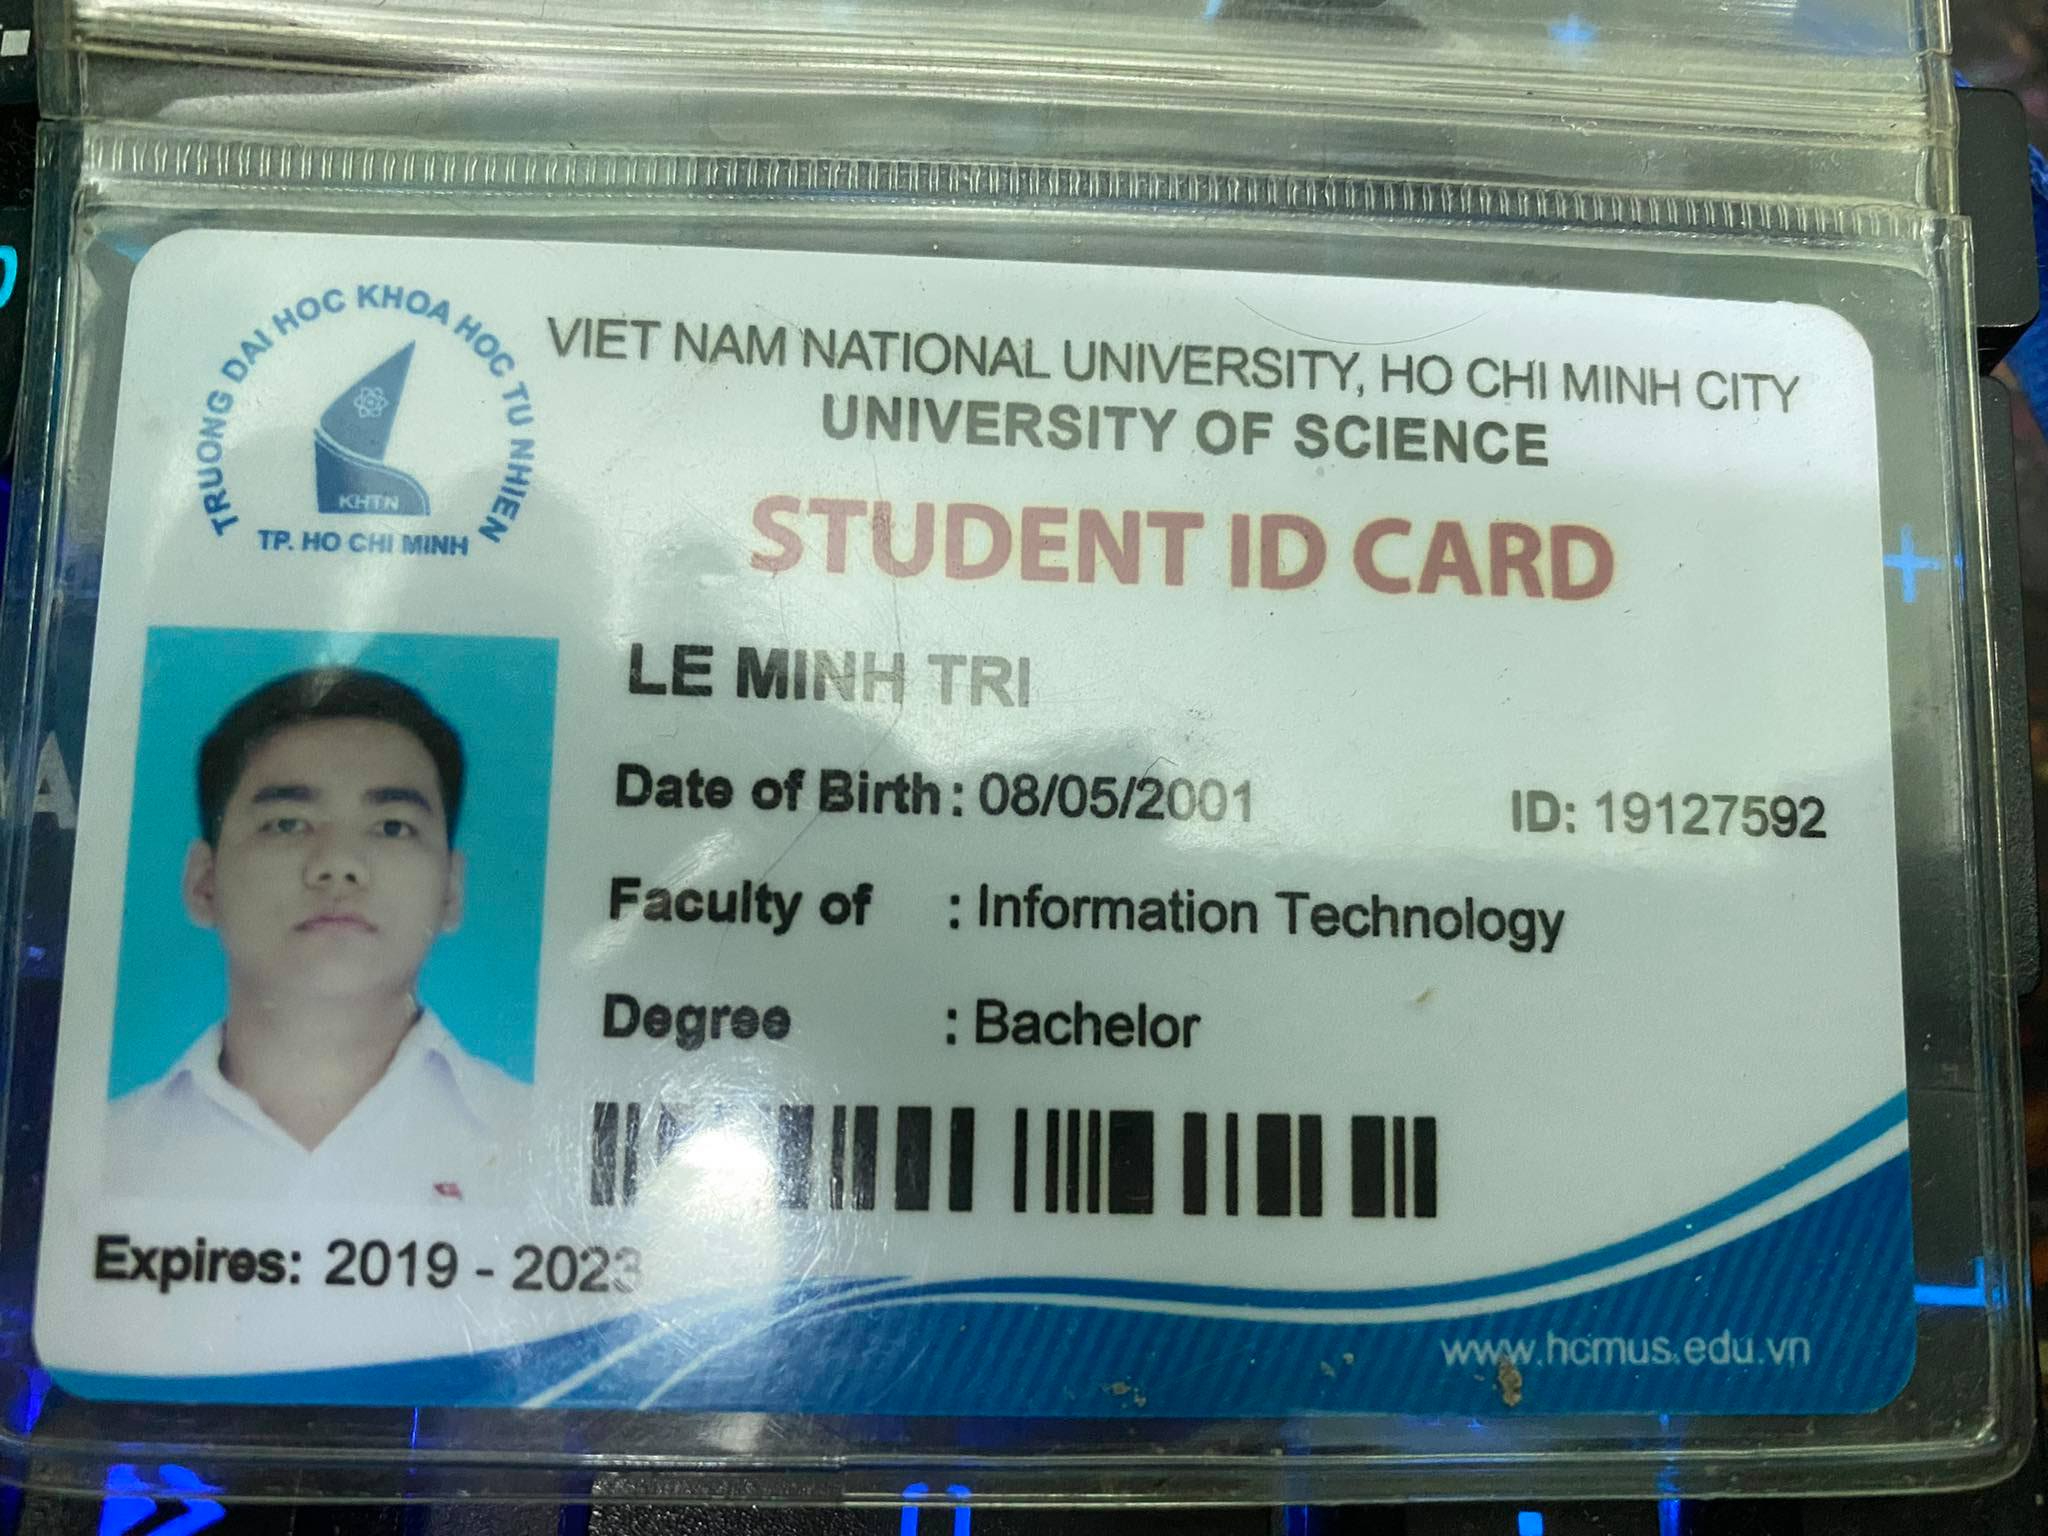 TRUONG DAI HOC KHOA HOC TU NHIEN
KHTN
TP. HO CHI MINH
VIET NAM NATIONAL UNIVERSITY, HO CHI MINH CITY
UNIVERSITY OF SCIENCE
STUDENT ID CARD
LE MINH TRI
Date of Birth : 08/05/2001 ID: 19127592
Faculty of : Information Technology
Degree : Bachelor
Expires: 2019 - 2023
www.hcmus.edu.vn